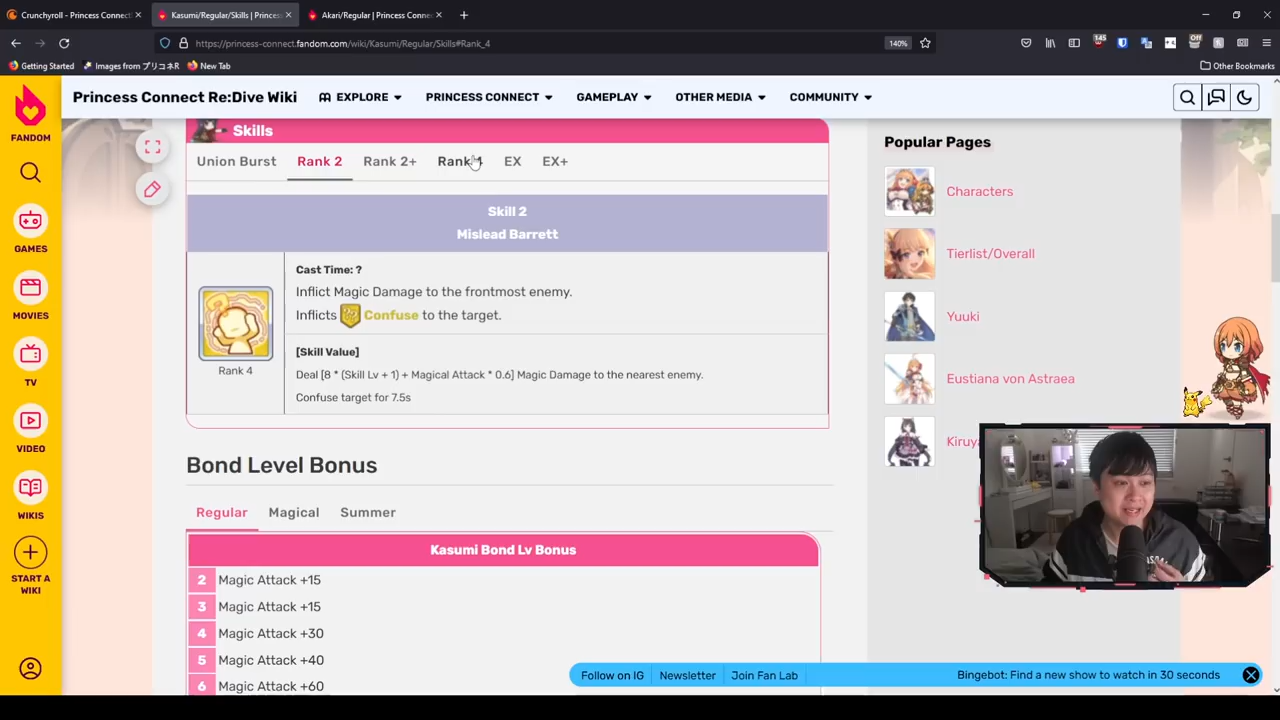 Crunchyroll - Princess Connect!
Kasumi/Regular/Skills | Princess
Akari/Regular | Princess Connec
https://princess-connect.fandom.com/wiki/Kasumi/Regular/Skills#Rank_4
140%
145
Off
Getting Started
Images from プリコネR
New Tab
Other Bookmarks
FANDOM
GAMES
MOVIES
TV
VIDEO
WIKIS
START A
WIKI
Princess Connect Re:Dive Wiki
EXPLORE
PRINCESS CONNECT
GAMEPLAY
OTHER MEDIA
COMMUNITY
Skills
Union Burst
Rank 2
Rank 2+
Rank 4
EX
EX+
Skill 2
Mislead Barrett
Rank 4
Cast Time: ?
Inflict Magic Damage to the frontmost enemy.
Inflicts Confuse to the target.
[Skill Value]
Deal [8 * (Skill Lv + 1) + Magical Attack * 0.6] Magic Damage to the nearest enemy.
Confuse target for 7.5s
Bond Level Bonus
Regular
Magical
Summer
Kasumi Bond Lv Bonus
2 Magic Attack +15
3 Magic Attack +15
4 Magic Attack +30
5 Magic Attack +40
6 Magic Attack +60
Popular Pages
Characters
Tierlist/Overall
Yuuki
Eustiana von Astraea
Kiruya
Follow on IG
Newsletter
Join Fan Lab
Bingebot: Find a new show to watch in 30 seconds